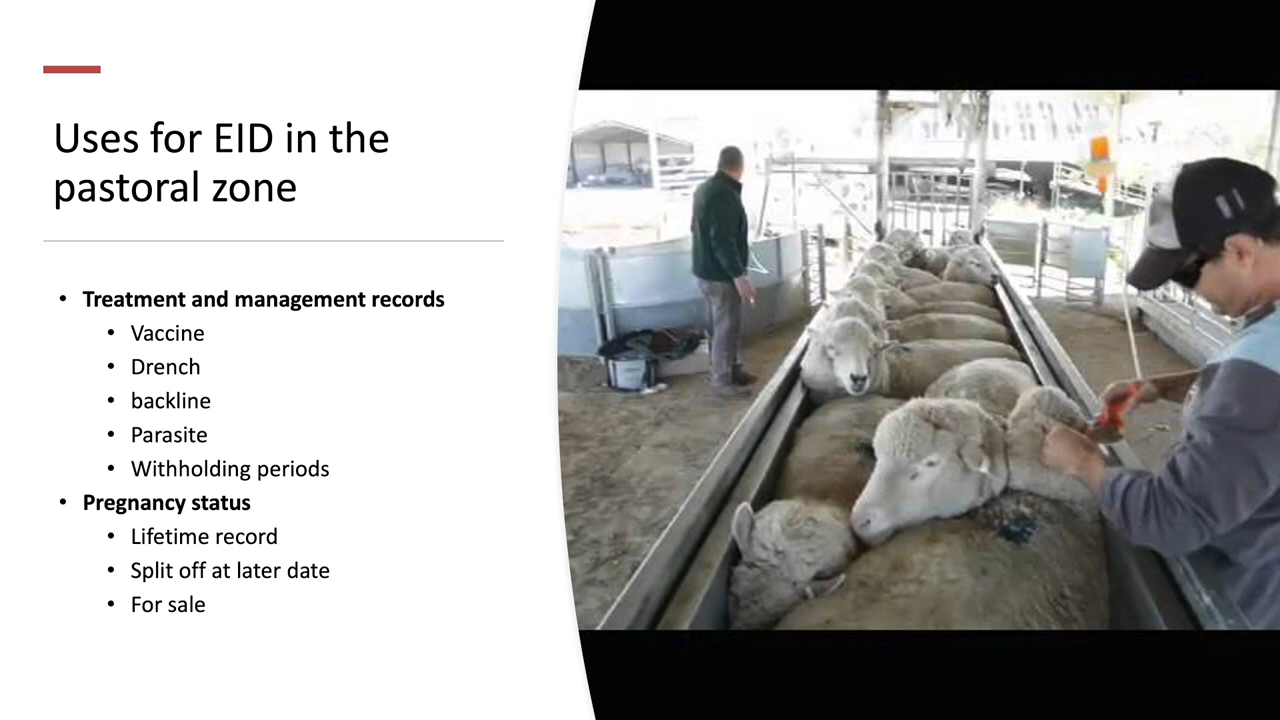 Uses for EID in the
pastoral zone
• Treatment and management records
• Vaccine
• Drench
• backline
• Parasite
• Withholding periods
• Pregnancy status
• Lifetime record
• Split off at later date
• For sale